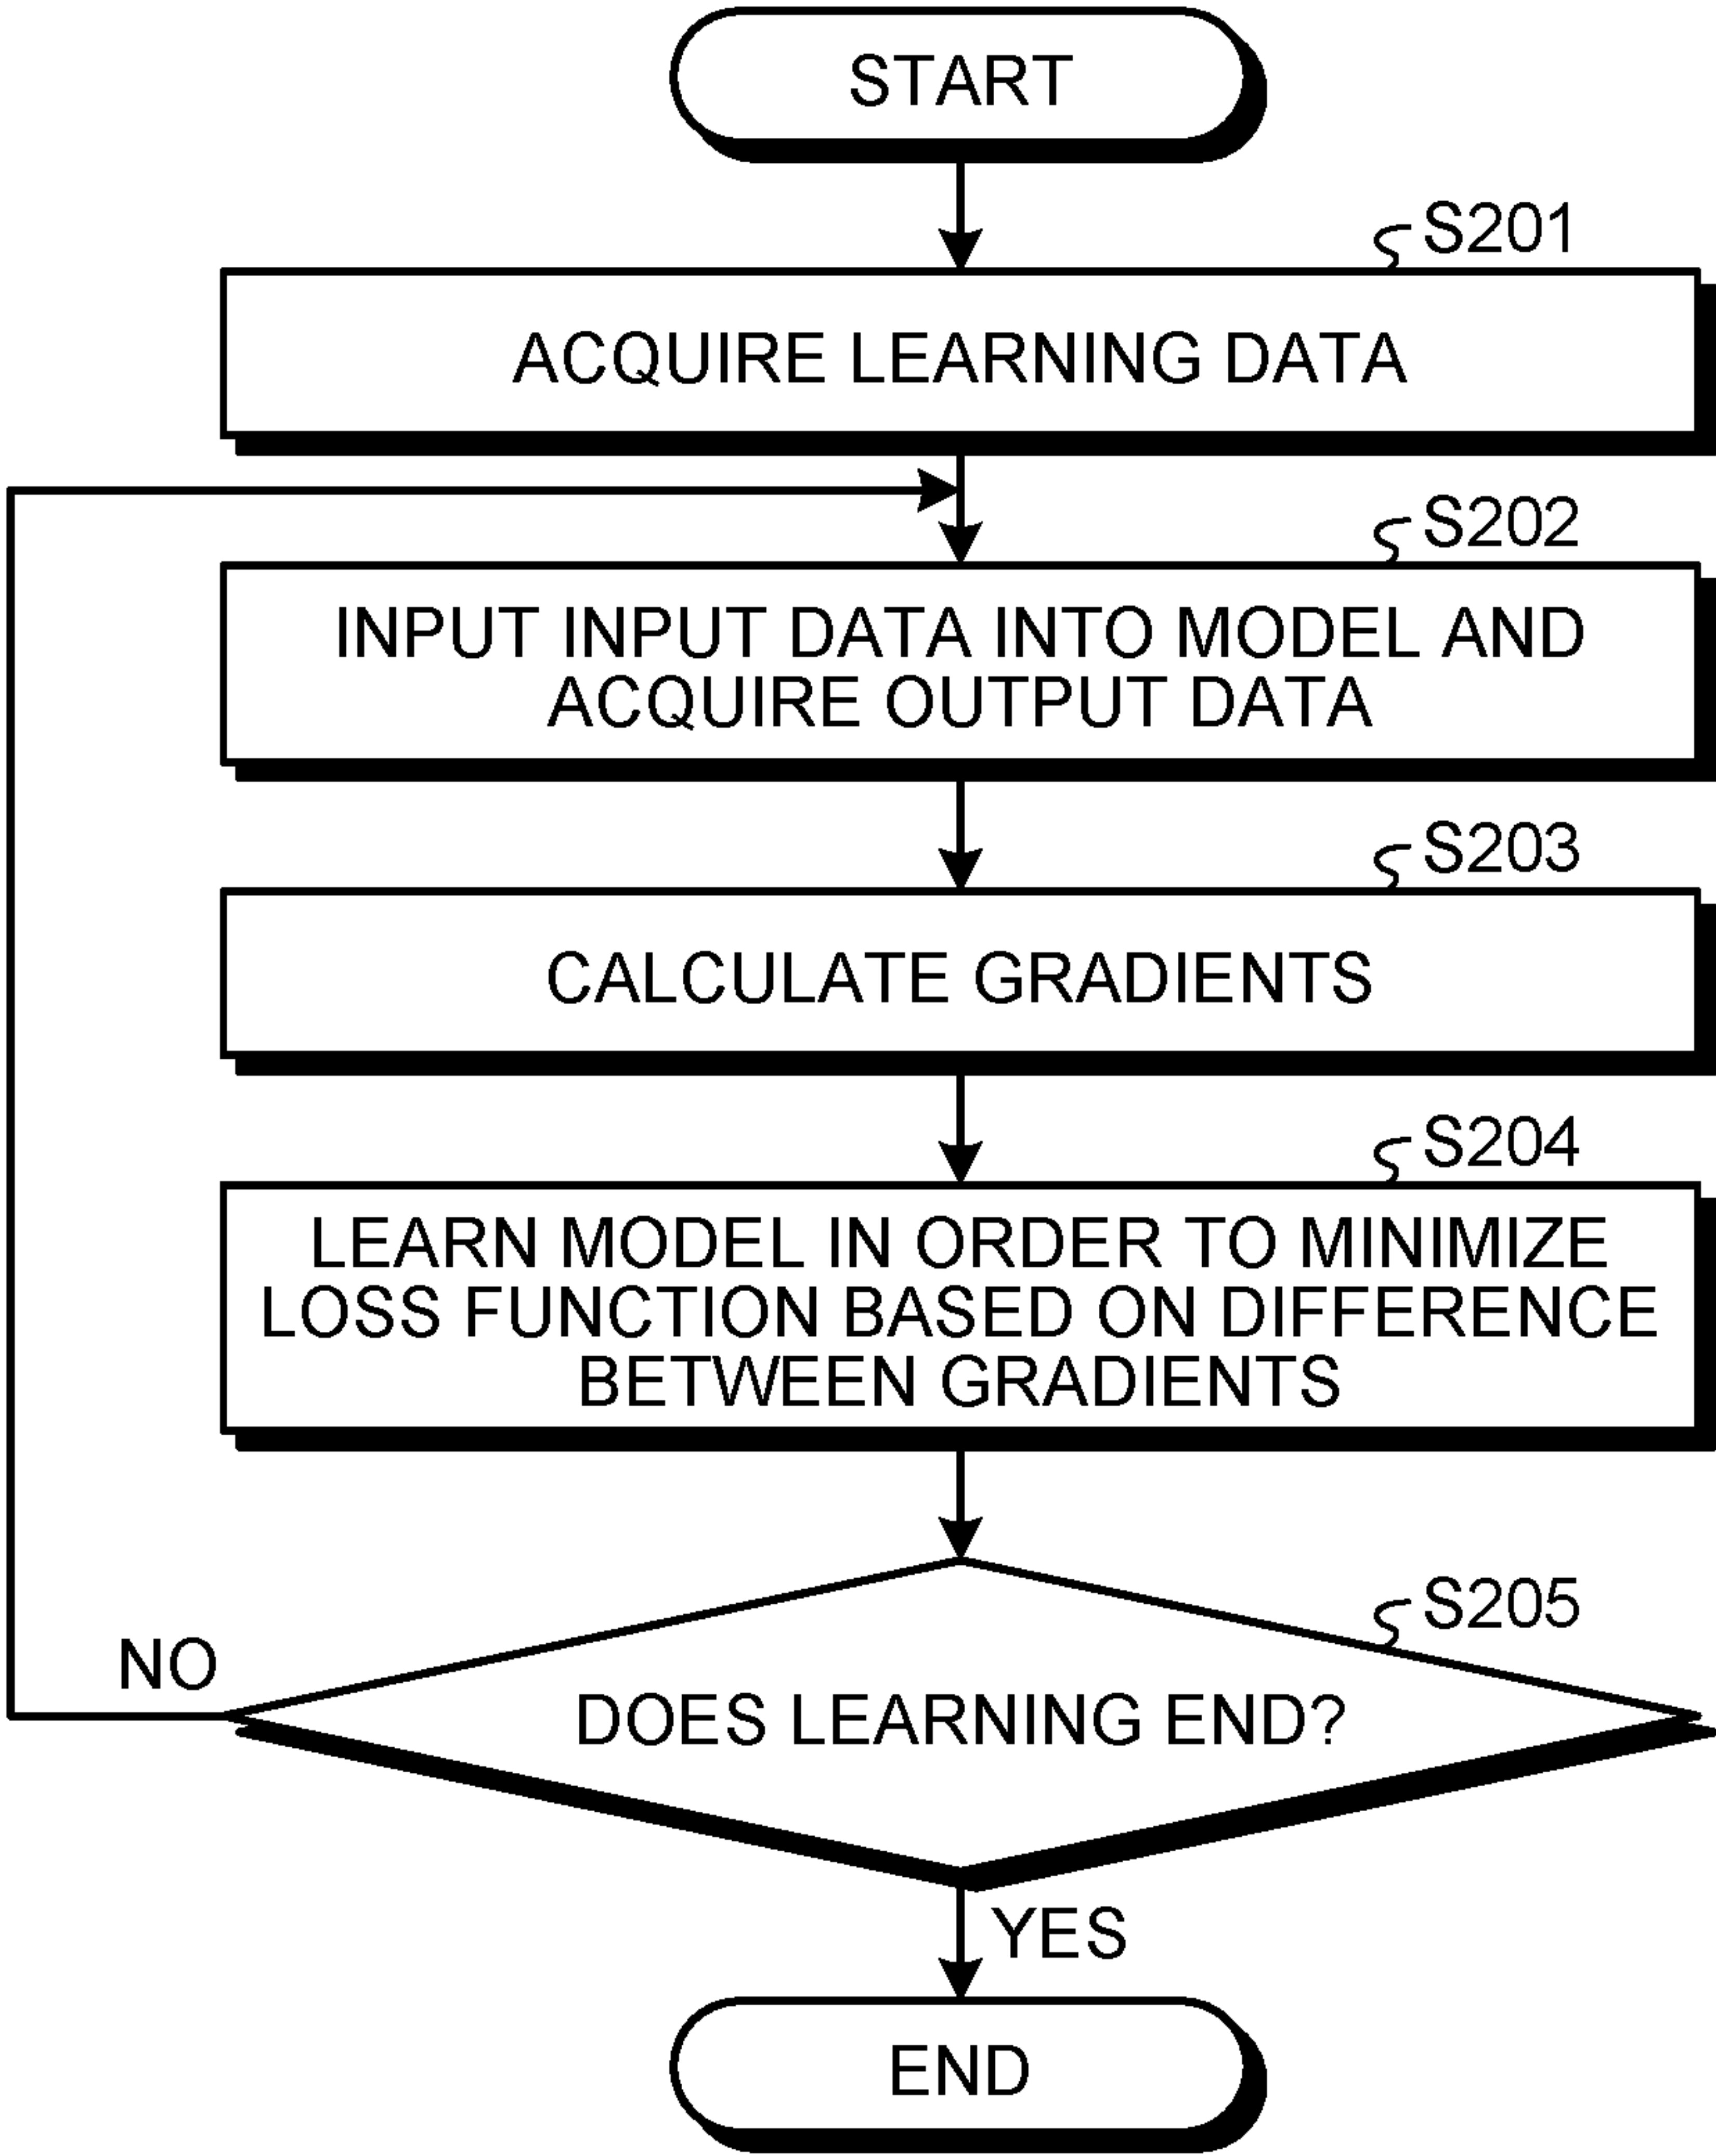 START
S201
ACQUIRE LEARNING DATA
S202
INPUT INPUT DATA INTO MODEL AND
ACQUIRE OUTPUT DATA
S203
CALCULATE GRADIENTS
S204
LEARN MODEL IN ORDER TO MINIMIZE
LOSS FUNCTION BASED ON DIFFERENCE
BETWEEN GRADIENTS
S205
NO
DOES LEARNING END?
YES
END